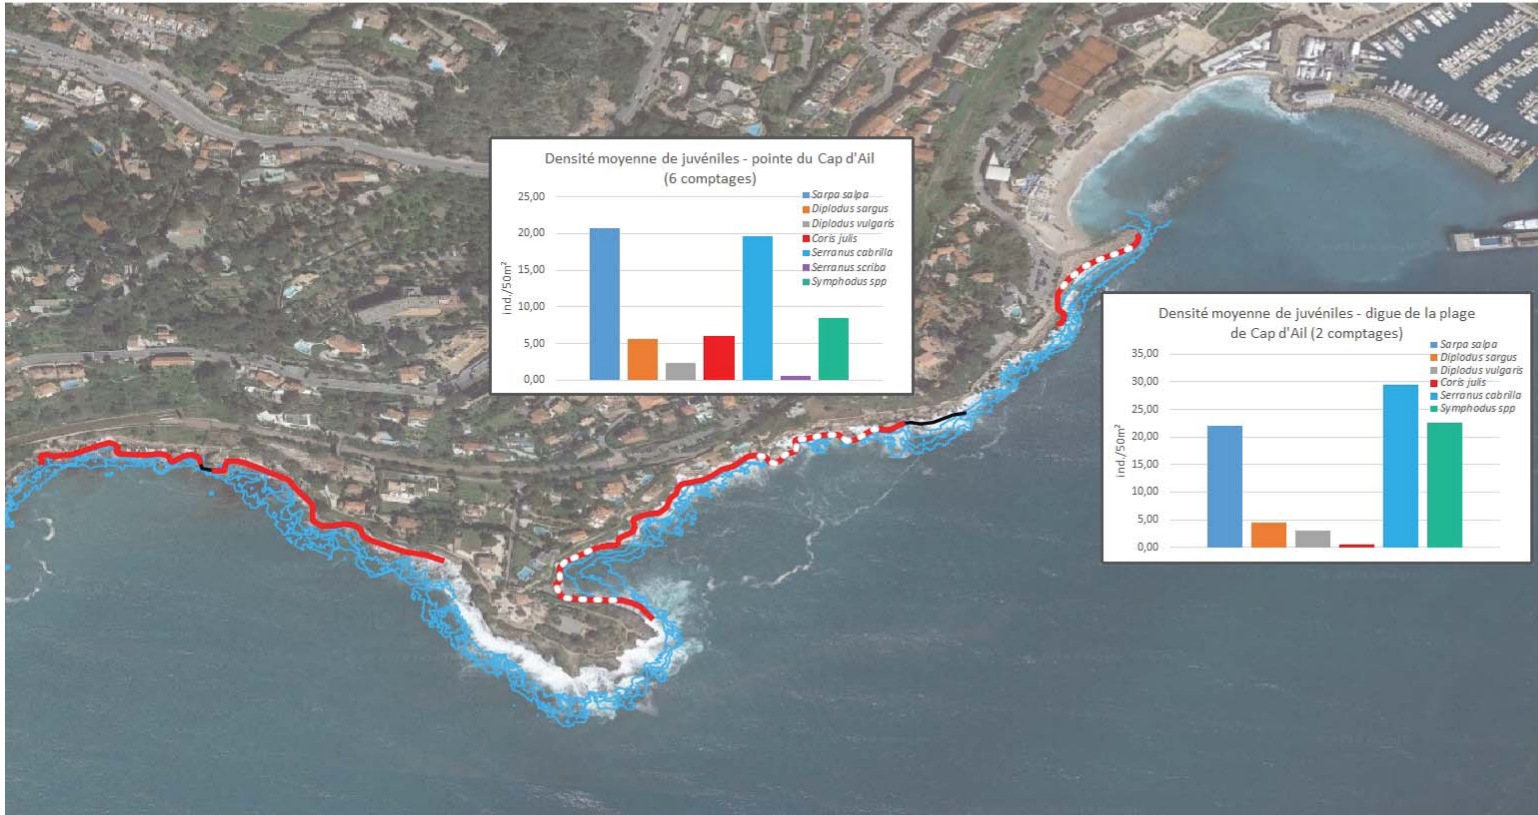 Densité moyenne de juvéniles - pointe du Cap d'Ail
(6 comptages)
25,00
20,00
15,00
10,00
5,00
0,00
ind./50m²
Sarpa salpa
Diplodus sargus
Diplodus vulgaris
Coris julis
Serranus cabrilla
Serranus scriba
Symphodus spp
Densité moyenne de juvéniles - digue de la plage
de Cap d'Ail (2 comptages)
35,00
30,00
25,00
20,00
15,00
10,00
5,00
0,00
ind./50m²
Sarpa salpa
Diplodus sargus
Diplodus vulgaris
Coris julis
Serranus cabrilla
Symphodus spp